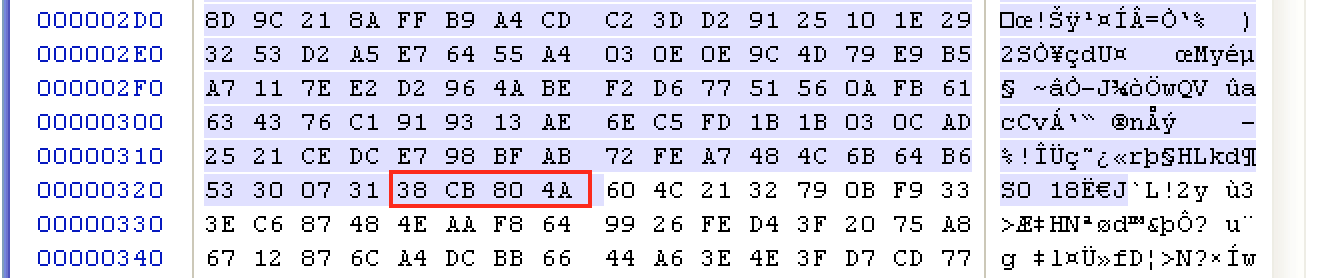 000002D0 8D 9C 21 8A FF B9 A4 CD C2 3D D2 91 25 10 1E 29 □œ!Šÿ¹¤ÍÂ=Ò‘% )
000002E0 32 53 D2 A5 E7 64 55 A4 03 0E 0E 9C 4D 79 E9 B5 2SÒ¥çdU¤ œMyéµ
000002F0 A7 11 7E E2 D2 96 4A BE F2 D6 77 51 56 0A FB 61 § ~âÒ–J¾òÖwQV ûa
00000300 63 43 76 C1 91 93 13 AE 6E C5 FD 1B 1B 03 0C AD cCvÁ‘“ ®nÅý -
00000310 25 21 CE DC E7 98 BF AB 72 FE A7 48 4C 6B 64 B6 %!ÎÜç˜¿«rþ§HLkd¶
00000320 53 30 07 31 38 CB 80 4A 60 4C 21 32 79 0B F9 33 S0 18Ë€J`L!2y ù3
00000330 3E C6 87 48 4E AA F8 64 99 26 FE D4 3F 20 75 A8 >Æ‡HNªød™&þÔ? u¨
00000340 67 12 87 6C A4 DC BB 66 44 A6 3E 4E 3F D7 CD 77 g ‡l¤Ü»fD¦>N?×Íw